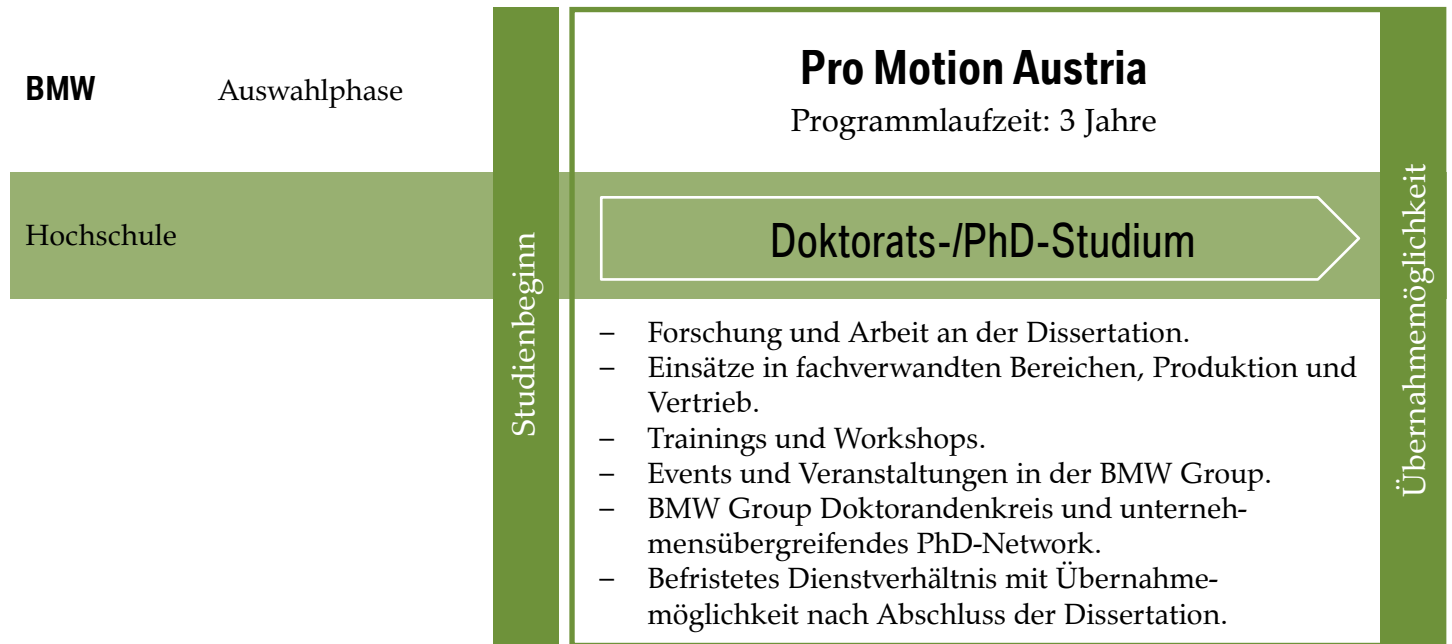 BMW
Auswahlphase
Studienbeginn
Pro Motion Austria
Programmlaufzeit: 3 Jahre
Hochschule
Doktorats-/PhD-Studium
– Forschung und Arbeit an der Dissertation.
– Einsätze in fachverwandten Bereichen, Produktion und
Vertrieb.
– Trainings und Workshops.
– Events und Veranstaltungen in der BMW Group.
– BMW Group Doktorandenkreis und unterneh-
mensübergreifendes PhD-Network.
– Befristetes Dienstverhältnis mit Übernahme-
möglichkeit nach Abschluss der Dissertation.
Übernahmemöglichkeit